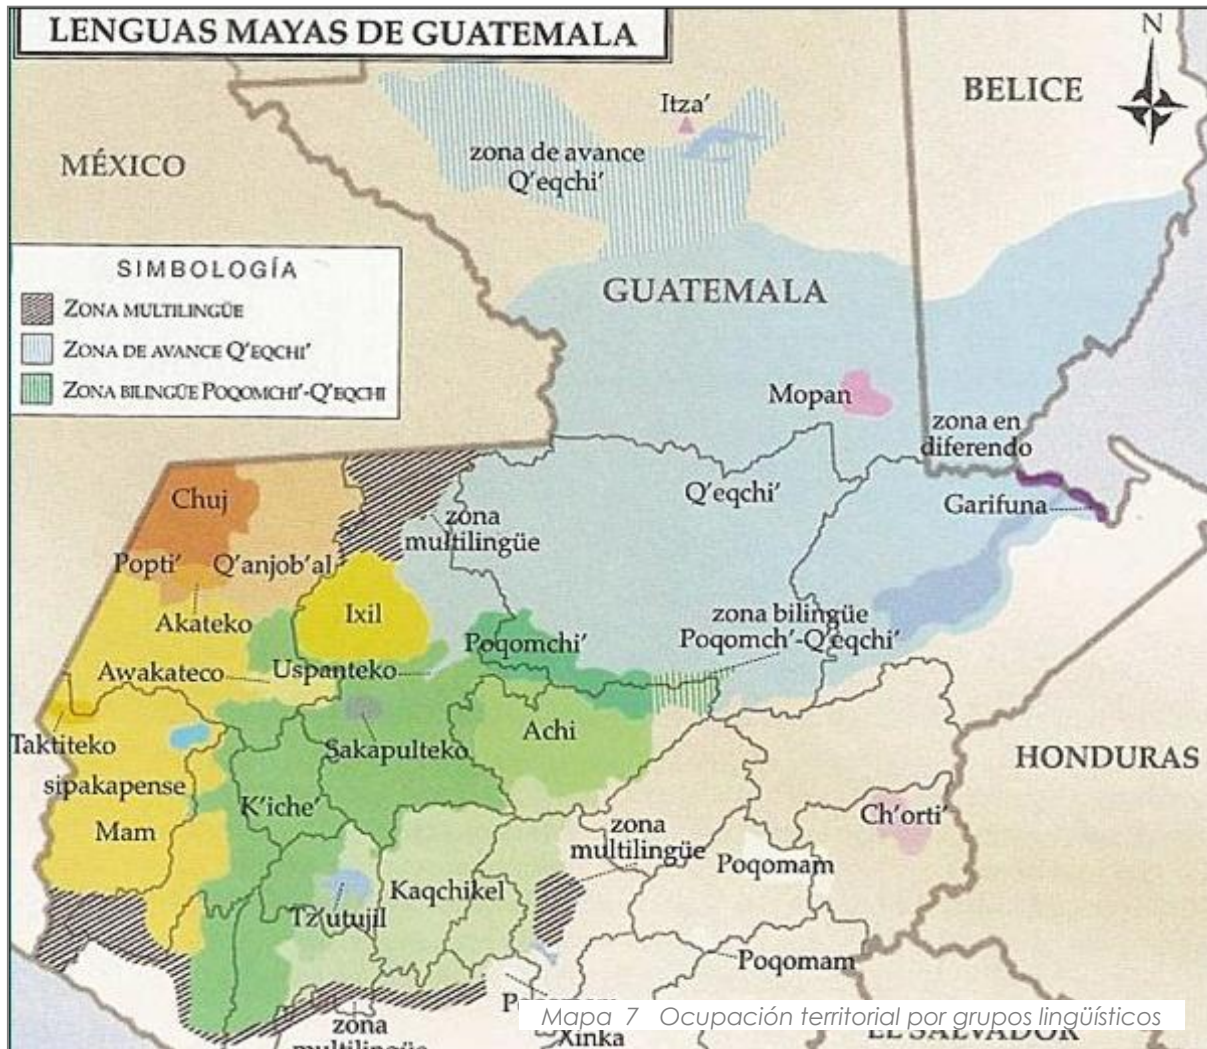 LENGUAS MAYAS DE GUATEMALA
N
BELICE
MÉXICO
Itza'
zona de avance
Q'eqchi'
SIMBOLOGÍA
ZONA MULTILINGÜE
ZONA DE AVANCE Q'EQCHI'
ZONA BILINGÜE POQOMCHI'-Q'EQCHI
GUATEMALA
Mopan
zona en
diferendo
Chuj
Q'eqchi'
Garifuna
zona
multilingüe
Popti'
Q'anjob'al
Akateko
Ixil
zona bilingüe
Poqomch'-Q'eqchi'
Poqomchi'
Awakateco
Uspanteko
Taktiteko
Sakapulteko
Achi
HONDURAS
sipakapense
K'iche'
Mam
Ch'orti'
zona
multilingüe
Poqomam
Kaqchikel
Tz'utujil
Poqomam
Mapa 7 Ocupación territorial por grupos lingüísticos
zona
multilingüe
Xinka
EL SALVADOR